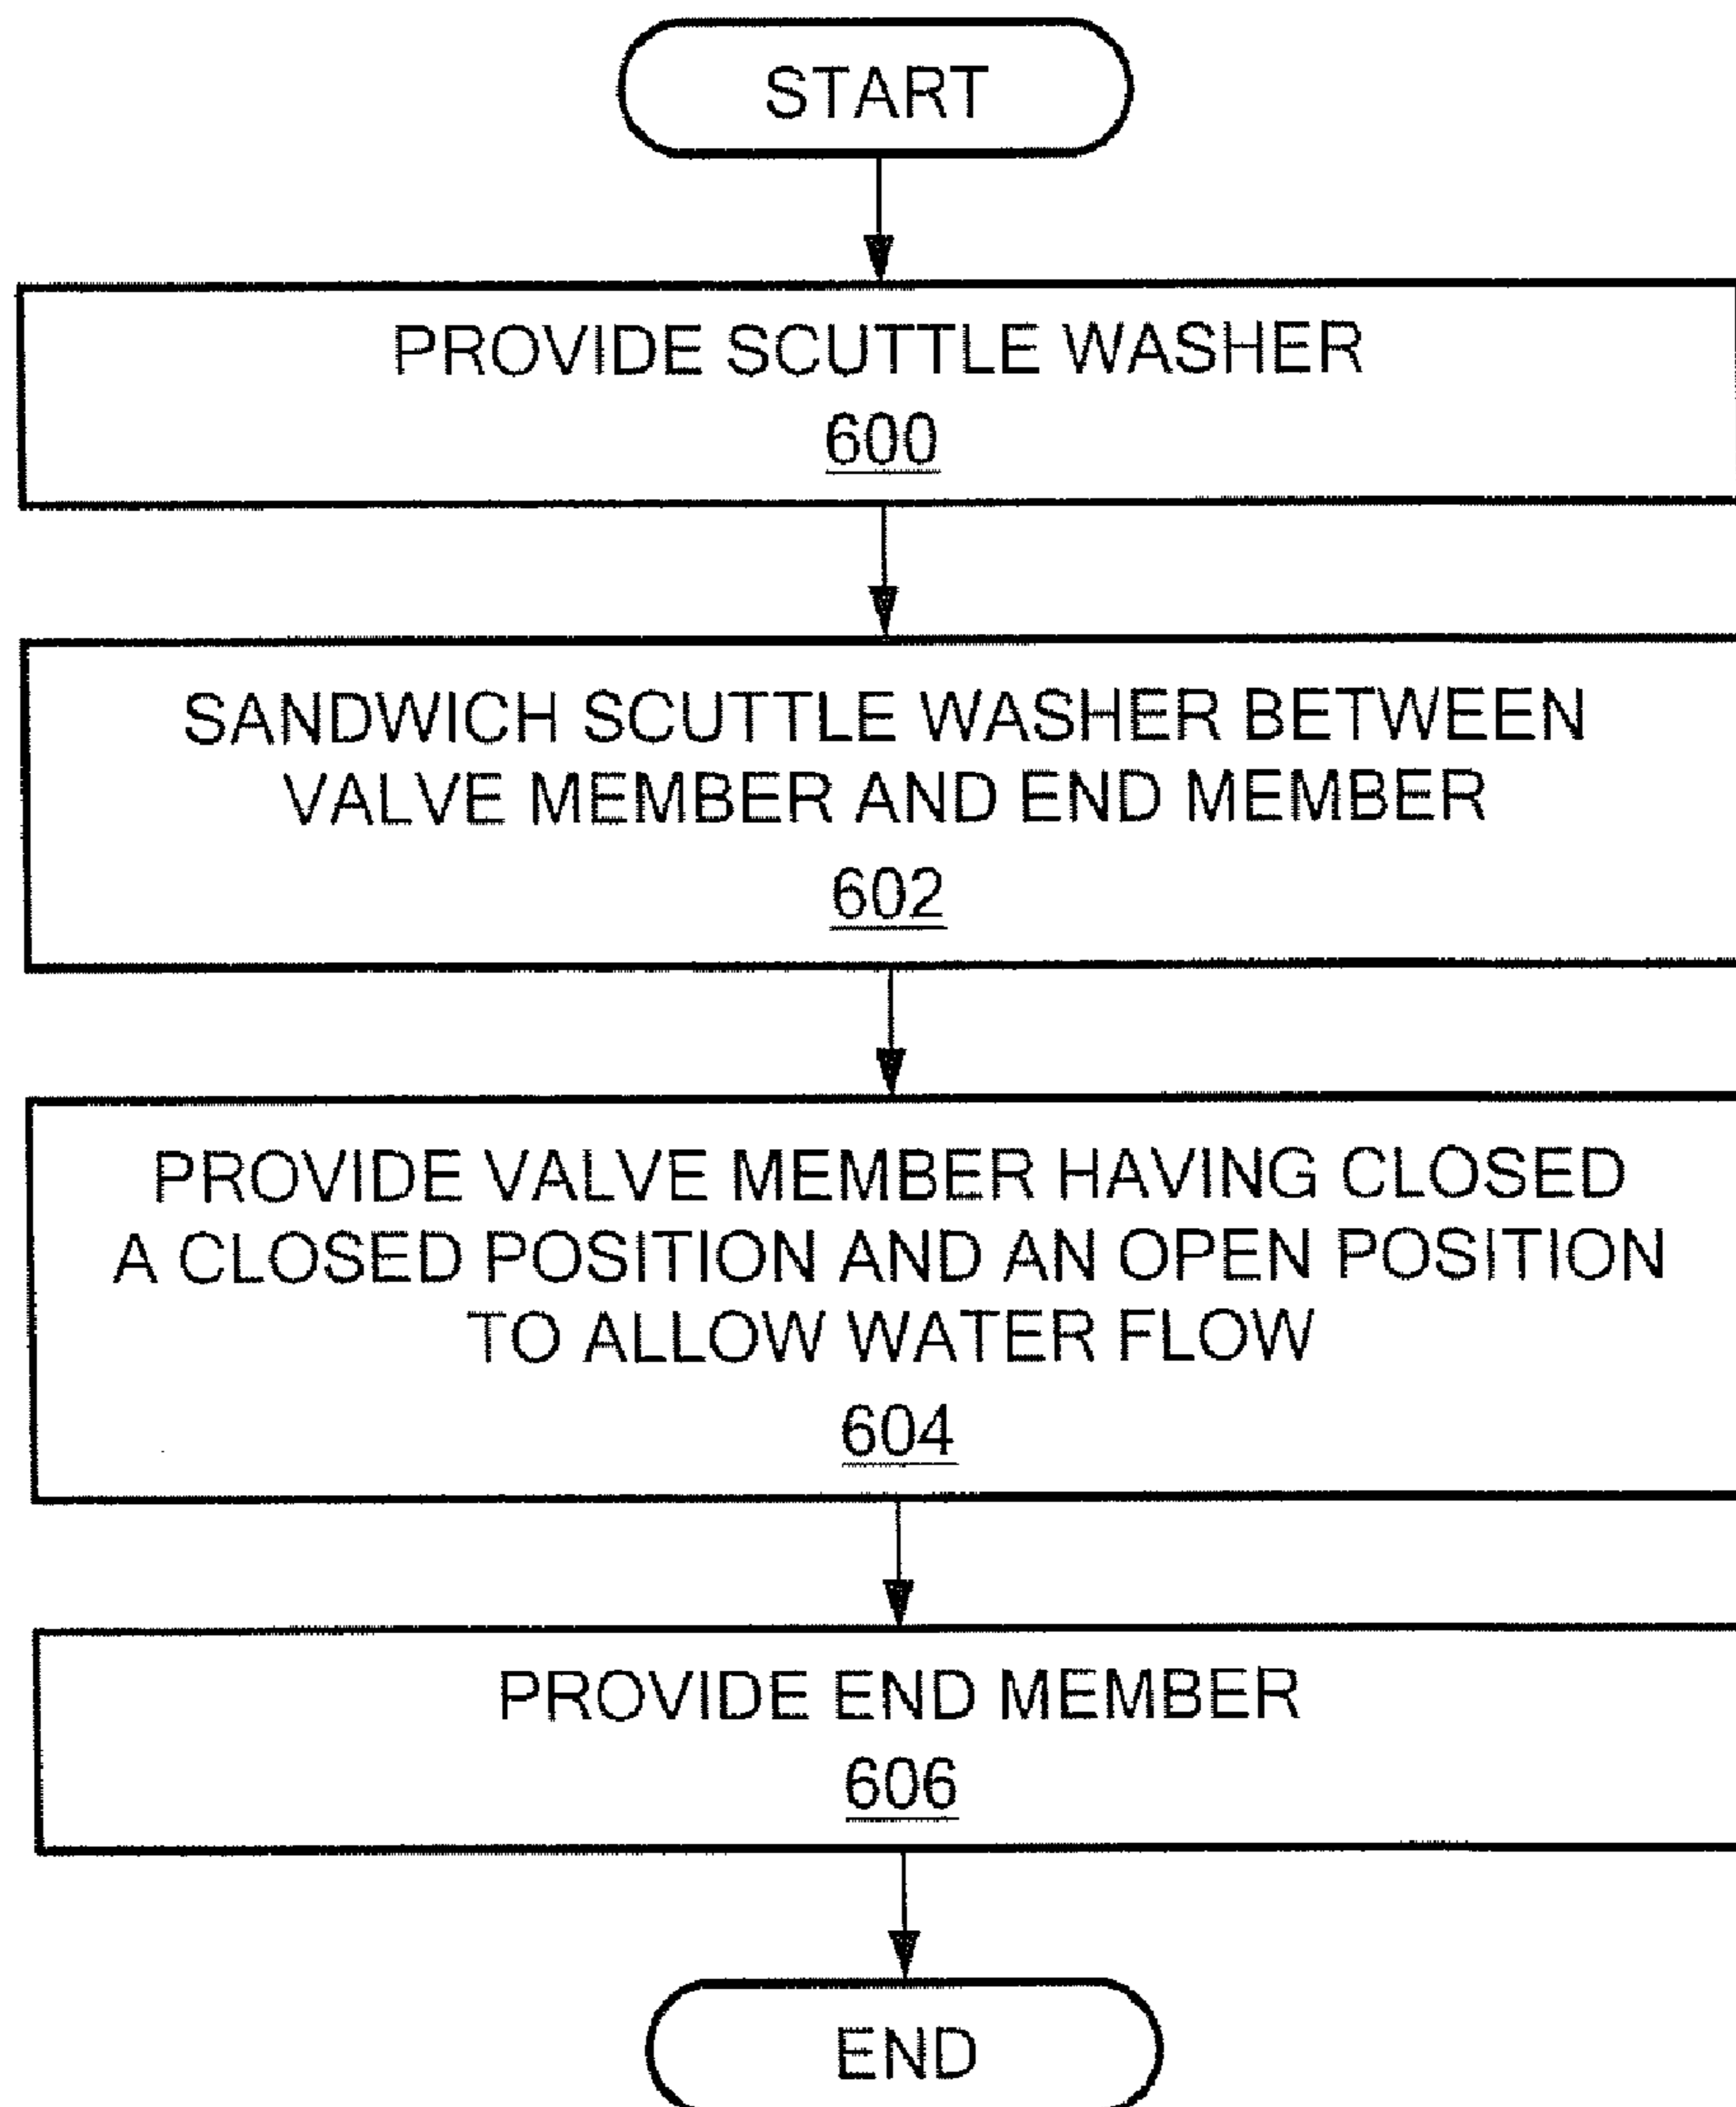 START
PROVIDE SCUTTLE WASHER
600
SANDWICH SCUTTLE WASHER BETWEEN
VALVE MEMBER AND END MEMBER
602
PROVIDE VALVE MEMBER HAVING CLOSED
A CLOSED POSITION AND AN OPEN POSITION
TO ALLOW WATER FLOW
604
PROVIDE END MEMBER
606
END